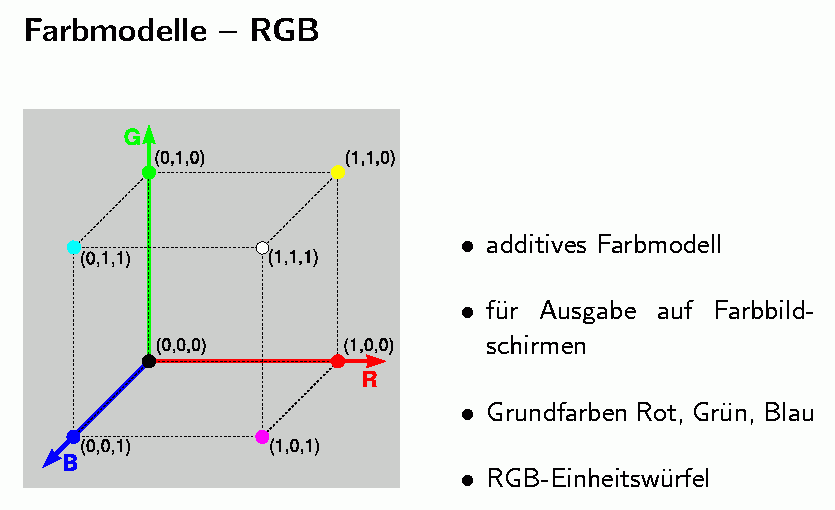 Farbmodelle – RGB
G
(0,1,0)
(1,1,0)
(0,1,1)
(1,1,1)
(0,0,0)
(1,0,0)
R
(0,0,1)
(1,0,1)
B
• additives Farbmodell
• für Ausgabe auf Farbbild-
schirmen
• Grundfarben Rot, Grün, Blau
• RGB-Einheitswürfel